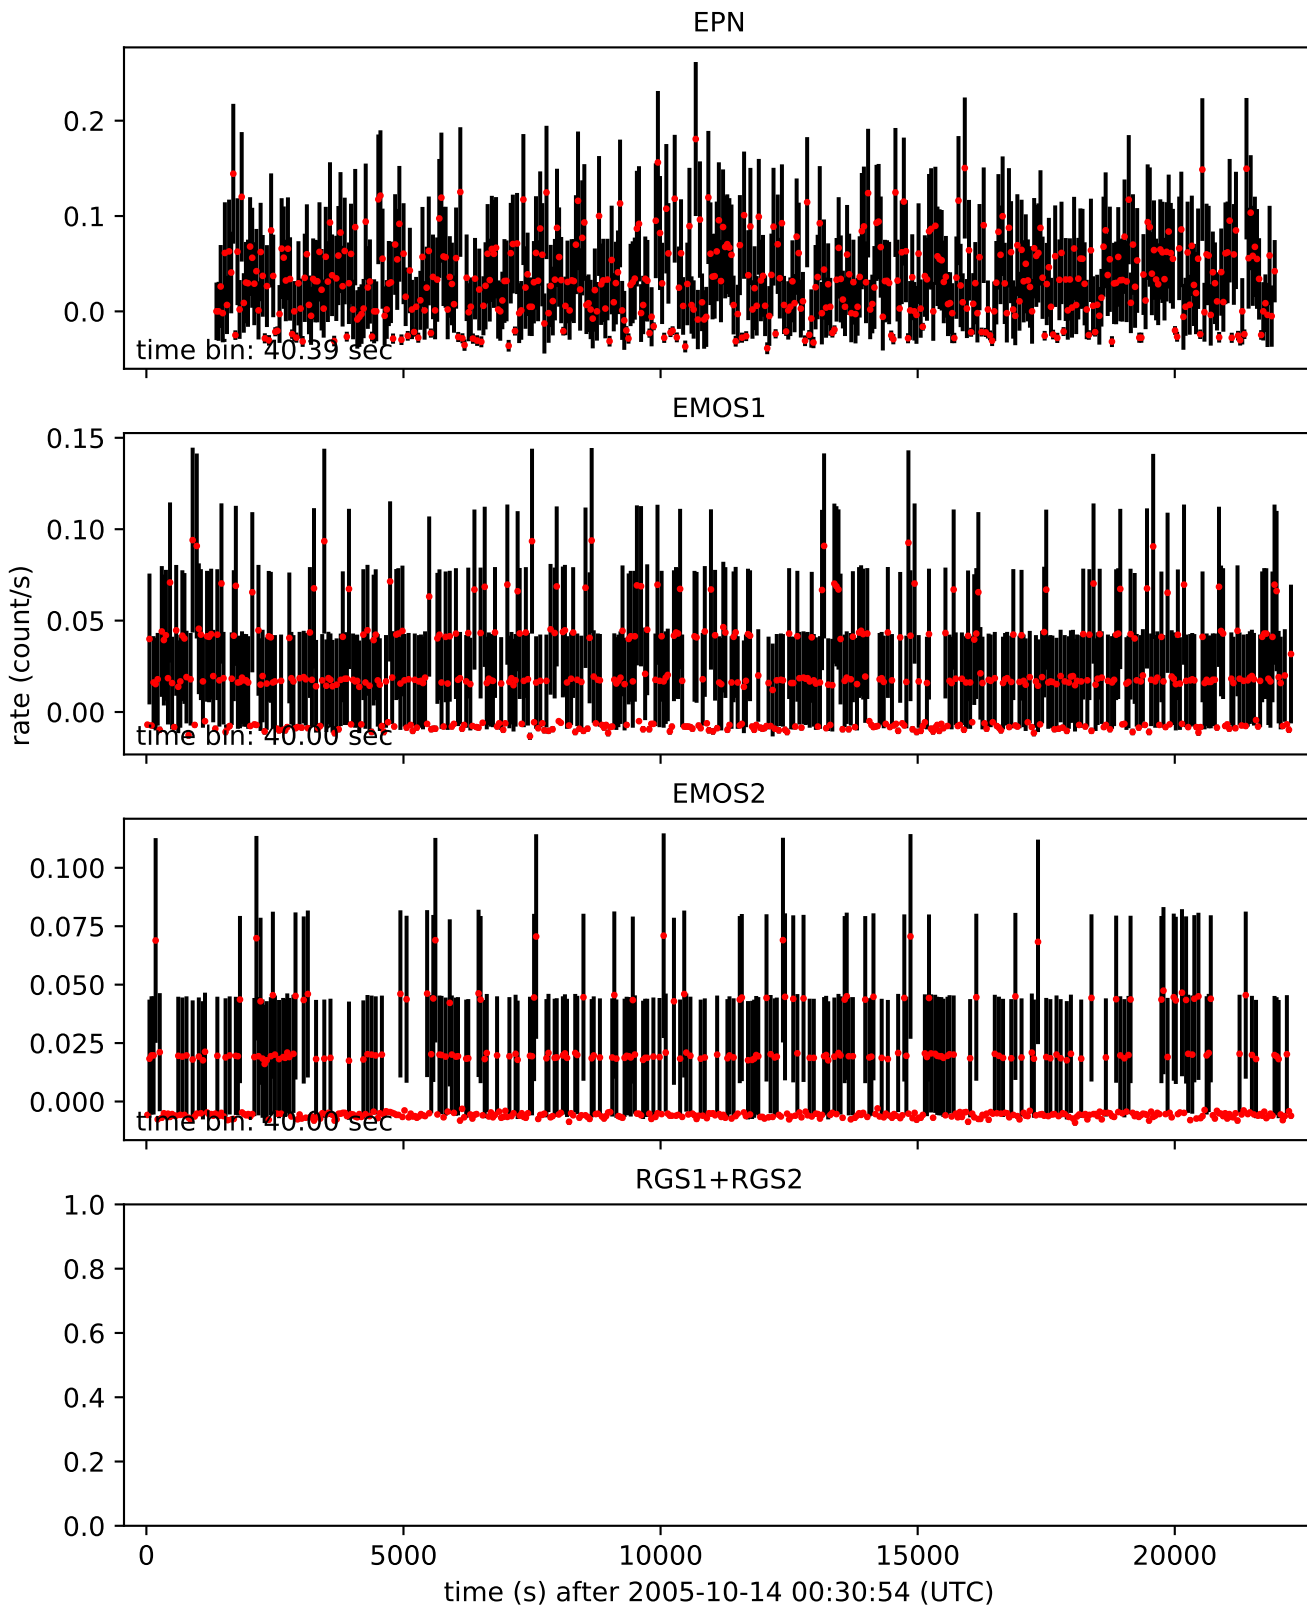 EPN
0.2
0.1
0.0
time bin: 40.39 sec
EMOS1
0.15
0.10
0.05
0.00
time bin: 40.00 sec
rate (count/s)
EMOS2
0.100
0.075
0.050
0.025
0.000
time bin: 40.00 sec
RGS1+RGS2
1.0
0.8
0.6
0.4
0.2
0.0
0 5000 10000 15000 20000
time (s) after 2005-10-14 00:30:54 (UTC)